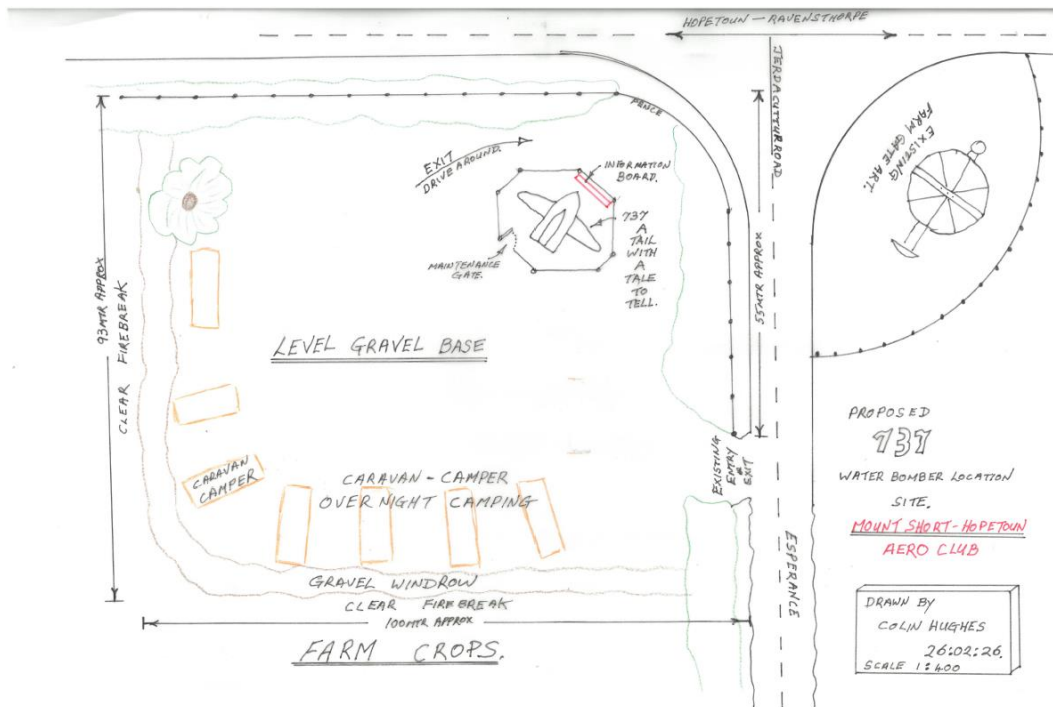 HOPETOUN - RAVENSTHORPE
JERDACUTTUP ROAD
FENCE
EXIT
DRIVE AROUND.
INFORMATION
BOARD.
EXISTING
FARM GATE ART.
737
A
TAIL
WITH
A
TALE
TO
TELL.
MAINTENANCE
GATE.
55MTR APPROX
93MTR APPROX
CLEAR FIREBREAK
LEVEL GRAVEL BASE
CARAVAN
CAMPER
CARAVAN - CAMPER
OVER NIGHT CAMPING
EXISTING
ENTRY
&
EXIT
PROPOSED
737
WATER BOMBER LOCATION
SITE.
MOUNT SHORT - HOPETOUN
AERO CLUB
ESPERANCE
GRAVEL WINDROW
CLEAR FIREBREAK
100MTR APPROX
FARM CROPS.
DRAWN BY
COLIN HUGHES
26:02:26.
SCALE 1:400